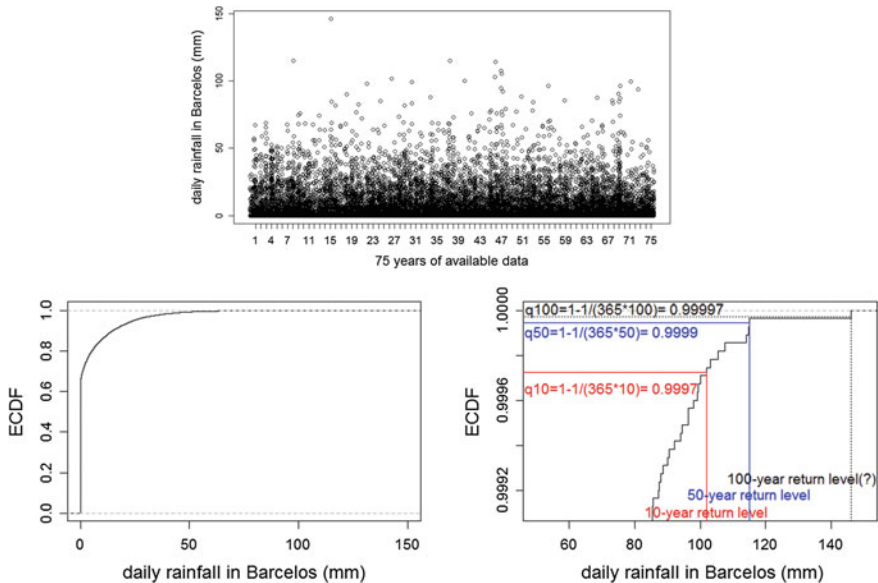 daily rainfall in Barcelos (mm)
150
100
50
0
1 4 7 11 15 19 23 27 31 35 39 43 47 51 55 59 63 67 71 75
75 years of available data
ECDF
1.0
0.8
0.6
0.4
0.2
0.0
0 50 100 150
daily rainfall in Barcelos (mm)
ECDF
1.0000
0.9996
0.9992
q100=1-1/(365*100)= 0.99997
q50=1-1/(365*50)= 0.9999
q10=1-1/(365*10)= 0.9997
100-year return level(?)
50-year return level
10-year return level
60 80 100 120 140
daily rainfall in Barcelos (mm)